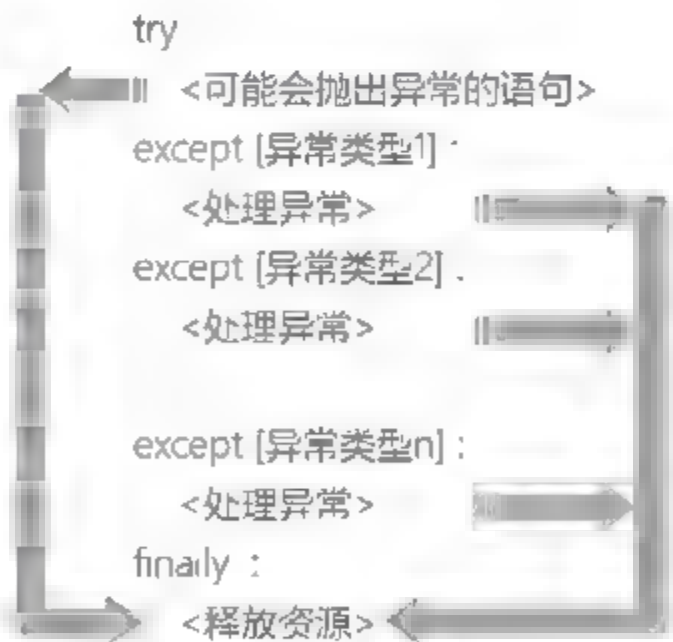 try
<可能会抛出异常的语句>
except [异常类型1] :
<处理异常>
except [异常类型2] :
<处理异常>
except [异常类型n] :
<处理异常>
finally :
<释放资源>